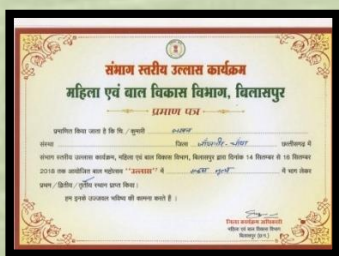 संभाग स्तरीय उल्लास कार्यक्रम
महिला एवं बाल विकास विभाग, बिलासपुर
प्रमाण पत्र
प्रमाणित किया जाता है कि मि./सुमारी
संस्था जिला जांजगीर-चांपा छत्तीसगढ़ में
संभाग स्तरीय उल्लास कार्यक्रम, महिला एवं बाल विकास विभाग, बिलासपुर द्वारा दिनांक 14 सितम्बर से 16 सितम्बर
2018 तक आयोजित बाल महोत्सव "उल्लास" में में भाग लेकर
प्रथम/द्वितीय/तृतीय स्थान प्राप्त किया।
हम इनके उज्जवल भविष्य की कामना करते हैं।
जिला कार्यक्रम अधिकारी
महिला एवं बाल विकास विभाग
बिलासपुर (छ.ग.)